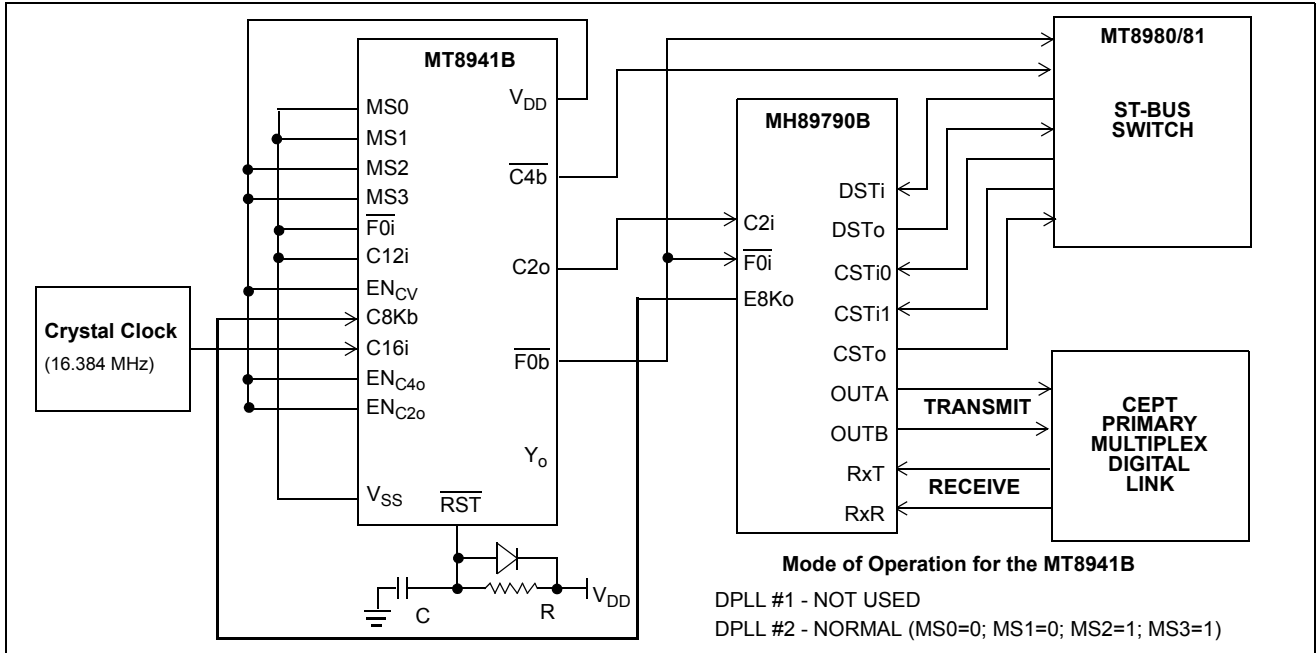 MT8941B
MS0
MS1
MS2
MS3
F0i
C12i
ENCV
C8Kb
C16i
ENC4o
ENC2o
VSS
VDD
C4b
C2o
F0b
Yo
RST
Crystal Clock
(16.384 MHz)
C
R
VDD
MH89790B
C2i
F0i
E8Ko
DSTi
DSTo
CSTi0
CSTi1
CSTo
OUTA
OUTB
RxT
RxR
MT8980/81
ST-BUS
SWITCH
TRANSMIT
RECEIVE
CEPT
PRIMARY
MULTIPLEX
DIGITAL
LINK
Mode of Operation for the MT8941B
DPLL #1 - NOT USED
DPLL #2 - NORMAL (MS0=0; MS1=0; MS2=1; MS3=1)